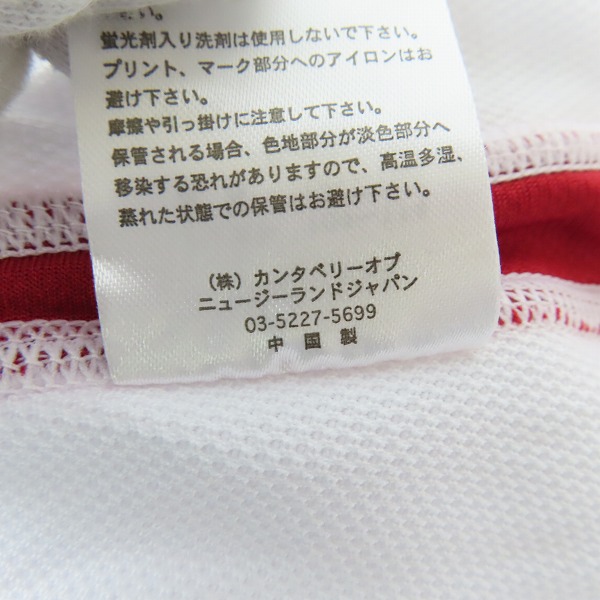 さい。
蛍光剤入り洗剤は使用しないで下さい。
プリント、マーク部分へのアイロンはお
避け下さい。
摩擦や引っ掛けに注意して下さい。
保管される場合、色地部分が淡色部分へ
移染する恐れがありますので、高温多湿、
蒸れた状態での保管はお避け下さい。
（株）カンタベリーオブ
ニュージーランドジャパン
03-5227-5699
中国製